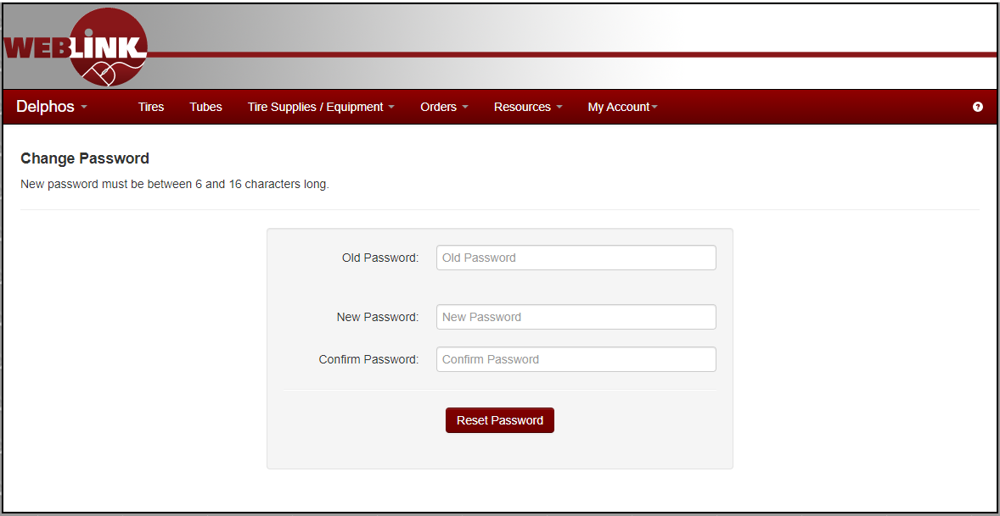 WEBLINK
Delphos Tires Tubes Tire Supplies / Equipment Orders Resources My Account ?
Change Password
New password must be between 6 and 16 characters long.
Old Password: Old Password
New Password: New Password
Confirm Password: Confirm Password
Reset Password